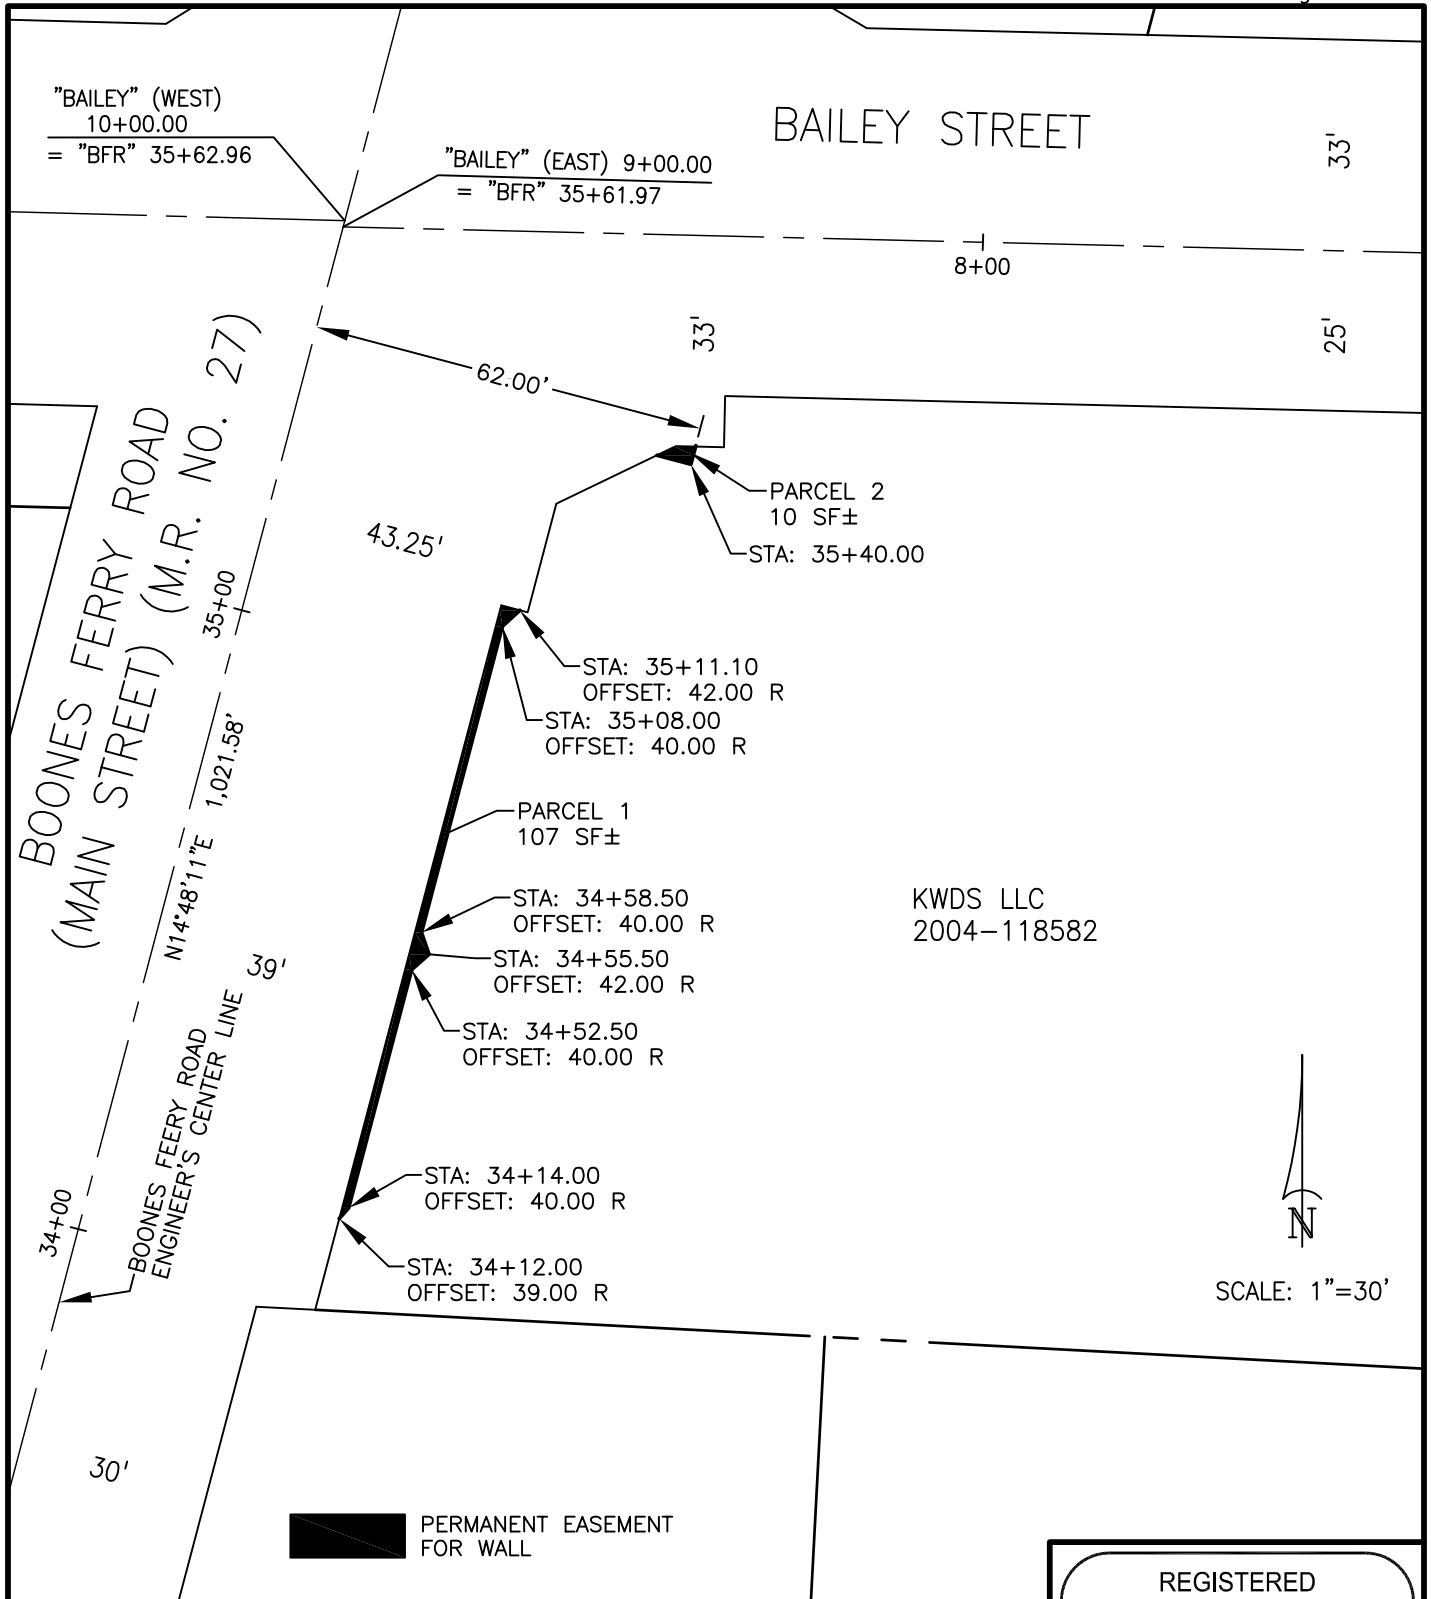 "BAILEY" (WEST)
10+00.00
= "BFR" 35+62.96
"BAILEY" (EAST) 9+00.00
= "BFR" 35+61.97
BAILEY STREET
33'
8+00
33'
25'
62.00'
BOONES FERRY ROAD
(MAIN STREET) (M.R. NO. 27)
PARCEL 2
10 SF±
STA: 35+40.00
43.25'
35+00
STA: 35+11.10
OFFSET: 42.00 R
STA: 35+08.00
OFFSET: 40.00 R
N14°48'11"E 1,021.58'
PARCEL 1
107 SF±
STA: 34+58.50
OFFSET: 40.00 R
KWDS LLC
2004-118582
STA: 34+55.50
OFFSET: 42.00 R
39'
STA: 34+52.50
OFFSET: 40.00 R
BOONES FEERY ROAD
ENGINEER'S CENTER LINE
STA: 34+14.00
OFFSET: 40.00 R
34+00
STA: 34+12.00
OFFSET: 39.00 R
N
SCALE: 1"=30'
30'
PERMANENT EASEMENT
FOR WALL
REGISTERED